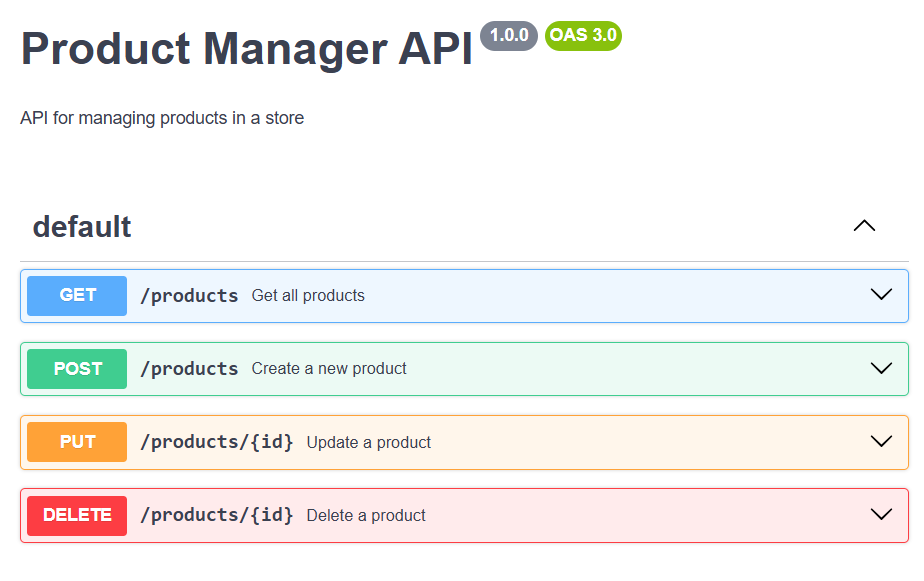 Product Manager API 1.0.0 OAS 3.0
API for managing products in a store
default
GET /products Get all products
POST /products Create a new product
PUT /products/{id} Update a product
DELETE /products/{id} Delete a product